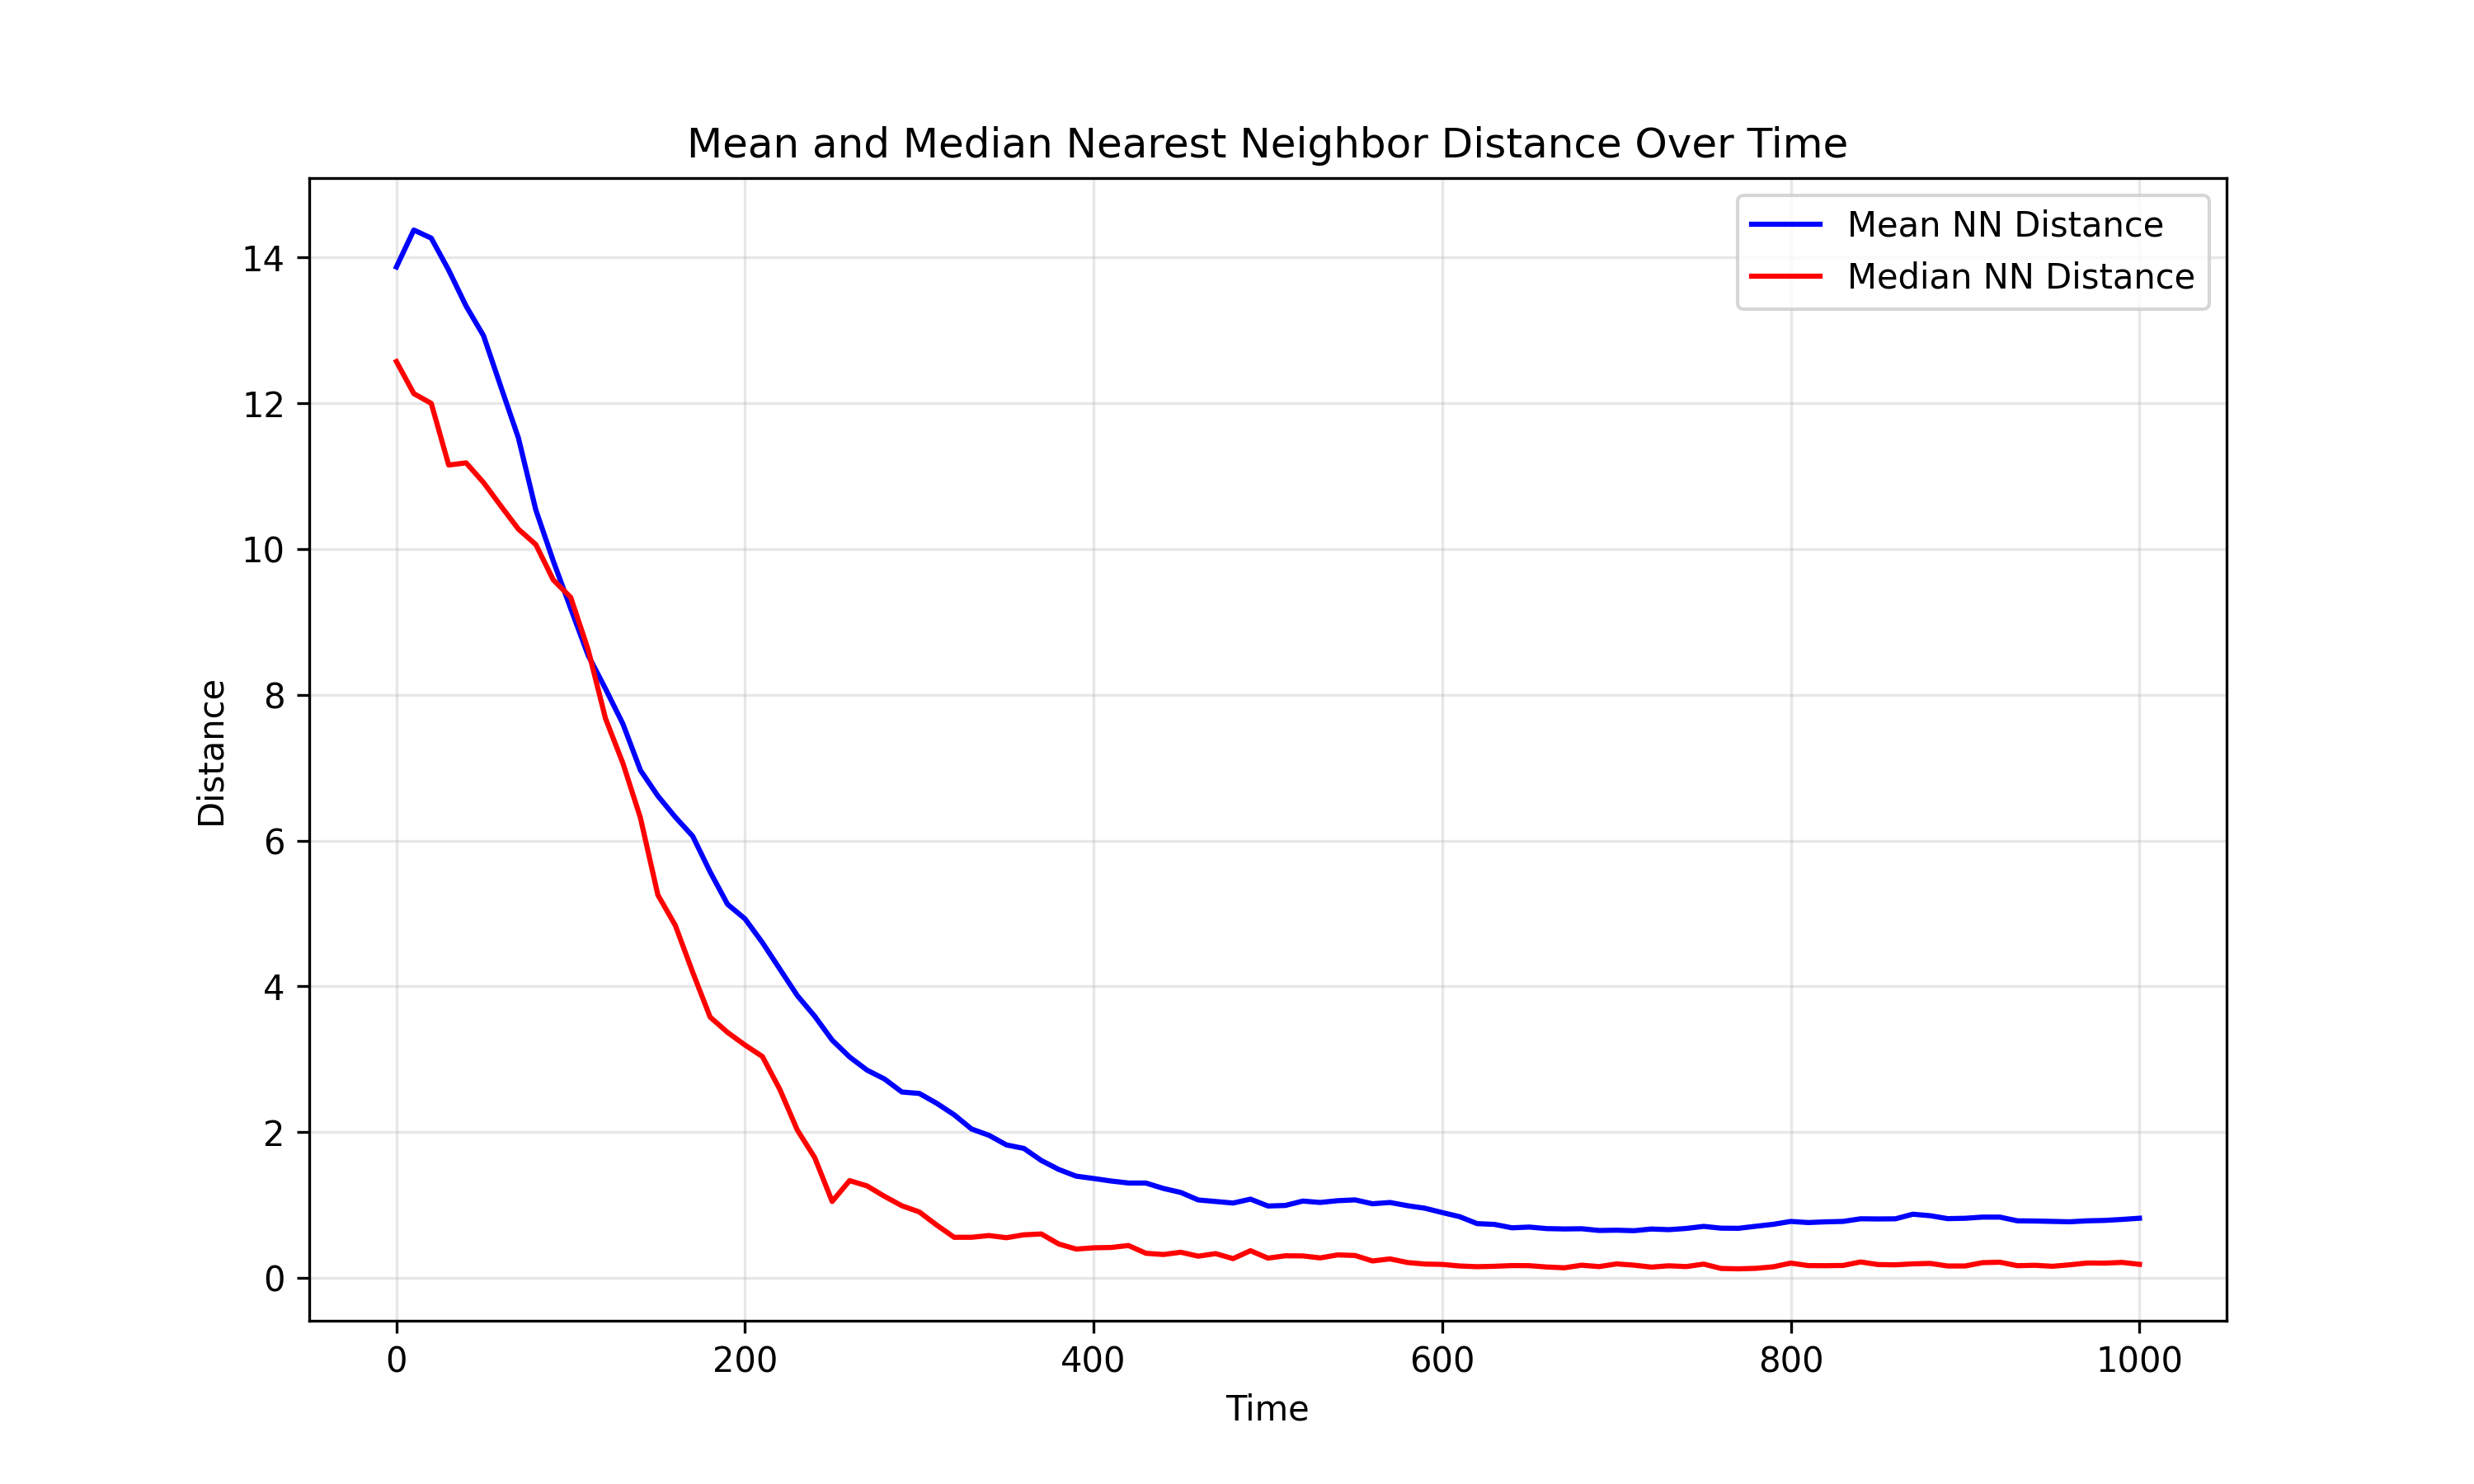 Mean and Median Nearest Neighbor Distance Over Time
Mean NN Distance
Median NN Distance
14
12
10
8
6
4
2
0
Distance
0 200 400 600 800 1000
Time